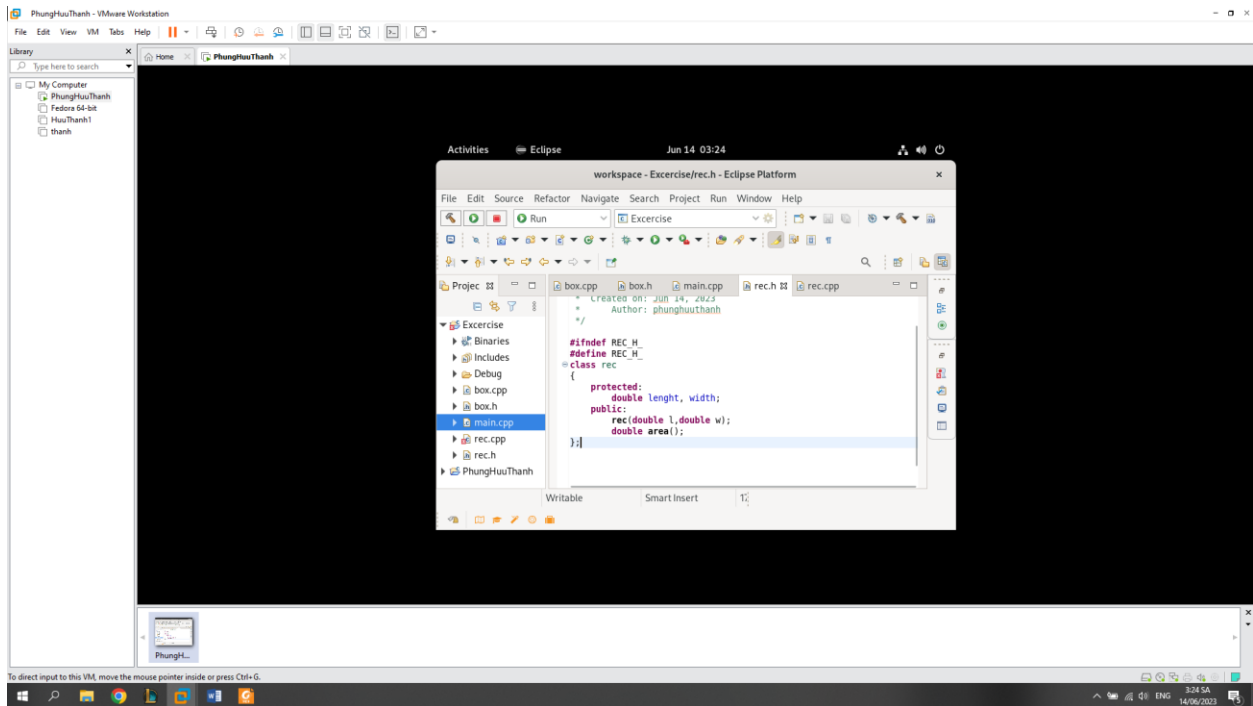 PhungHuuThanh - VMware Workstation
File Edit View VM Tabs Help
Library
Type here to search
Home
PhungHuuThanh
My Computer
PhungHuuThanh
Fedora 64-bit
HuuThanh1
thanh
Activities Eclipse Jun 14 03:24
workspace - Excercise/rec.h - Eclipse Platform
File Edit Source Refactor Navigate Search Project Run Window Help
Run Excercise
Projec box.cpp box.h main.cpp rec.h rec.cpp
Excercise
Binaries
Includes
Debug
box.cpp
box.h
main.cpp
rec.cpp
rec.h
PhungHuuThanh
* Created on: Jun 14, 2023
* Author: phunghuuthanh
*/
#ifndef REC_H_
#define REC_H_
class rec
{
protected:
double lenght, width;
public:
rec(double l,double w);
double area();
};
Writable Smart Insert
PhungH...
To direct input to this VM, move the mouse pointer inside or press Ctrl+G.
ENG
3:24 SA
14/06/2023